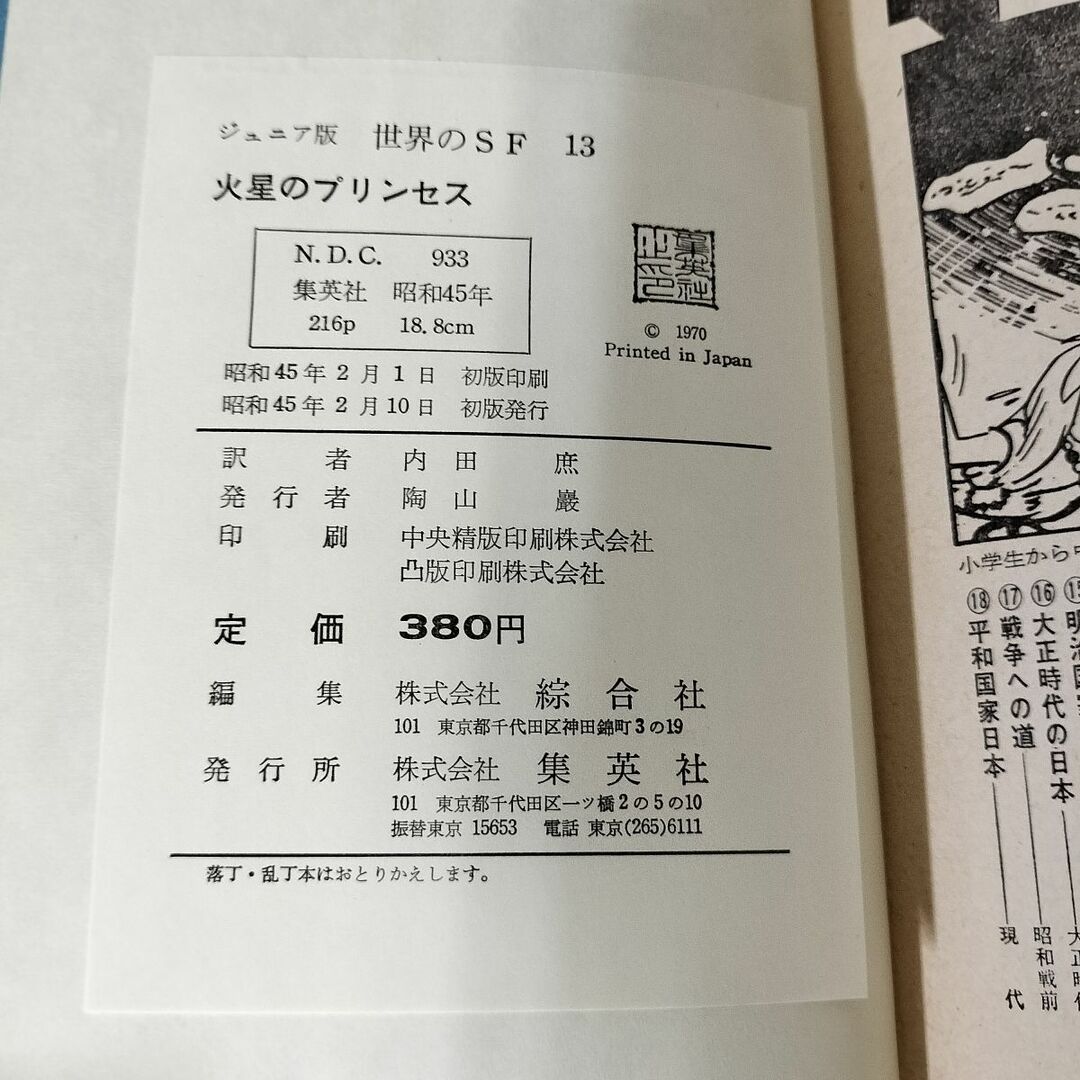 ジュニア版 世界のSF 13
火星のプリンセス
N.D.C. 933
集英社 昭和45年
216p 18.8cm
集英社
© 1970
Printed in Japan
昭和45年2月1日 初版印刷
昭和45年2月10日 初版発行
訳者 内田庶
発行者 陶山巖
印刷 中央精版印刷株式会社
凸版印刷株式会社
定価 380円
編集 株式会社 綜合社
101 東京都千代田区神田錦町3の19
発行所 株式会社 集英社
101 東京都千代田区一ツ橋2の5の10
振替東京 15653 電話 東京(265)6111
落丁・乱丁本はおとりかえします。
小学生から
⑯大正時代の日本 昭和戦前
⑰戦争への道 現代
⑱平和国家日本